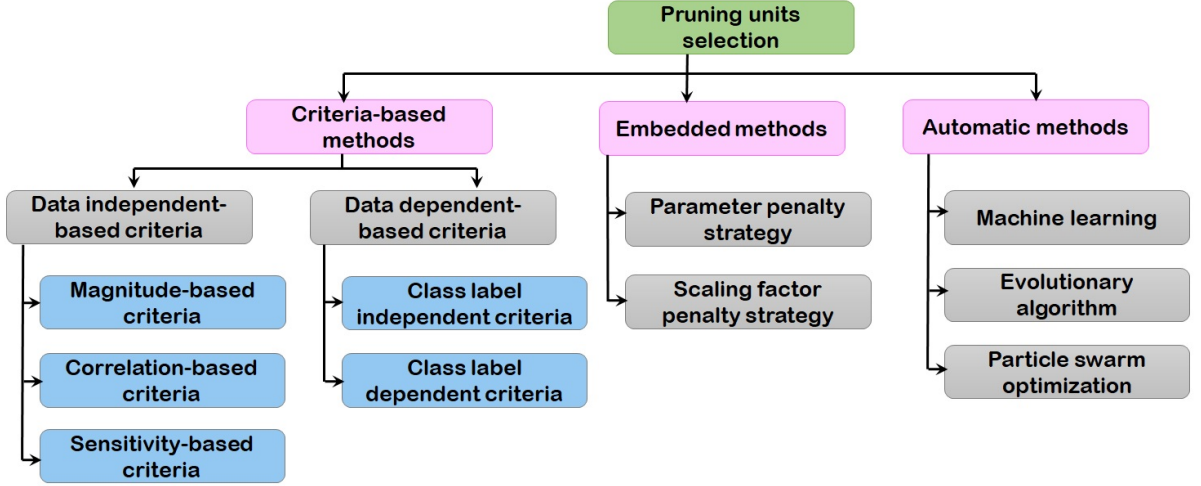 Pruning units
selection
Criteria-based
methods
Embedded methods
Automatic methods
Data independent-
based criteria
Data dependent-
based criteria
Magnitude-based
criteria
Correlation-based
criteria
Sensitivity-based
criteria
Class label
independent criteria
Class label
dependent criteria
Parameter penalty
strategy
Scaling factor
penalty strategy
Machine learning
Evolutionary
algorithm
Particle swarm
optimization